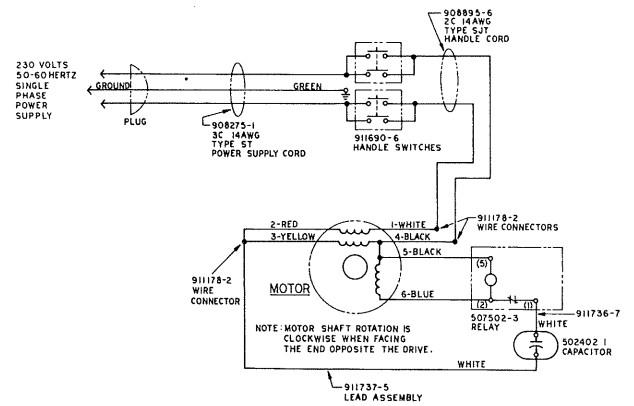 908895-6
2C 14AWG
TYPE SJT
HANDLE CORD
230 VOLTS
50-60 HERTZ
SINGLE
PHASE
POWER
SUPPLY
GROUND
GREEN
PLUG
908275-1
3C 14AWG
TYPE ST
POWER SUPPLY CORD
911690-6
HANDLE SWITCHES
2-RED
1-WHITE
3-YELLOW
4-BLACK
911178-2
WIRE CONNECTORS
5-BLACK
(5)
911178-2
WIRE
CONNECTOR
MOTOR
6-BLUE
(2)
(1)
507502-3
RELAY
911736-7
WHITE
NOTE: MOTOR SHAFT ROTATION IS
CLOCKWISE WHEN FACING
THE END OPPOSITE THE DRIVE.
502402 1
CAPACITOR
WHITE
911737-5
LEAD ASSEMBLY